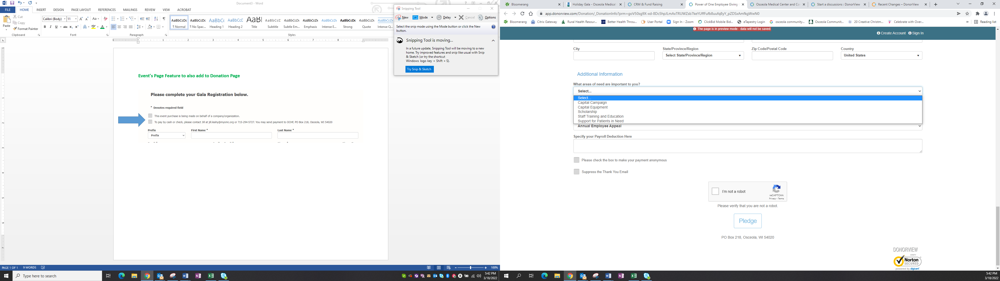 Document3 - Word
FILE HOME INSERT DESIGN PAGE LAYOUT REFERENCES MAILINGS REVIEW VIEW ACROBAT
Paste
Cut
Copy
Format Painter
Clipboard
Calibri (Body) 11
Font
Paragraph
AaBbCcDc AaBbCcDc AaBbC( AaBbCcC AaBl AaBbCcC AaBbCcDc AaBbCcDc AaBbCcDc AaBbCcDc AaBbCcDc AaBbCcDc
¶ Normal ¶ No Spac... Heading 1 Heading 2 Title Subtitle Subtle Em... Emphasis Intense E... Strong Quote Intense Q...
Styles
Snipping Tool
New Mode Delay Cancel Options
Select the snip mode using the Mode button or click the New
button.
Snipping Tool is moving...
In a future update, Snipping Tool will be moving to a new
home. Try improved features and snip like usual with Snip
& Sketch (or try the shortcut
Windows logo key + Shift + S).
Try Snip & Sketch
Event's Page Feature to also add to Donation Page
Please complete your Gala Registration below.
* Denotes required field
This event purchase is being made on behalf of a company/organization.
To pay by cash or check, please contact Jill at jill.leahy@myomc.org or 715-294-5727. You may send payment to OCHF, PO Box 218, Osceola, WI 54020
Prefix First Name * Last Name *
Prefix
PAGE 1 OF 1 9 WORDS
100%
Type here to search
5:42 PM
3/18/2022
Bloomerang Holiday Gala - Osceola Medical CRM & Fund Raising Power of One Employee Giving Osceola Medical Center and Co Start a discussions : DonorView Recent Changes – DonorView
app.donorview.com/Donation/_DonationInfo?prm=goV50sg9X-xd-8Dc5hpJLmAxTRUWZsb7keYUffFufb8uufq8yY_pZDSxAmfkgWwN0
Bloomerang Citrix Gateway Rural Health Resour... Better Health Throu... User Portal Sign In - Zoom ClickBid Mobile Bid... eTapestry Login osceola community... Osceola Communit... 20 Creative Christm... Celebrate with Over... » Reading list
The page is in preview mode - data will not be saved.
Create Account Sign In
City State/Province/Region Zip Code/Postal Code Country
Select State/Province/Region United States
Additional Information
What areas of need are important to you?
Select...
Select...
Capital Campaign
Capital Equipment
Scholarship
Staff Training and Education
Support for Patients in Need
Annual Employee Appeal
Specify your Payroll Deduction Here
Please check the box to make your payment anonymous
Suppress the Thank You Email
I'm not a robot
reCAPTCHA
Privacy - Terms
Please verify that you are not a robot.
Pledge
PO Box 218, Osceola, WI 54020
DONORVIEW
VERIFY
Norton
SECURED
powered by digicert
5:42 PM
3/18/2022